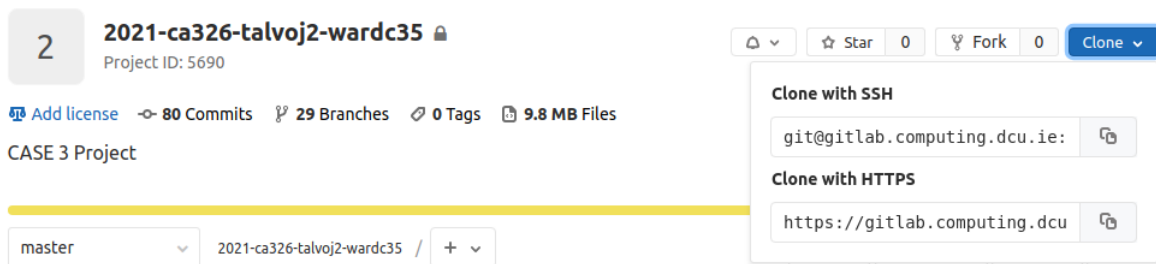 2
2021-ca326-talvoj2-wardc35
Project ID: 5690
Star 0
Fork 0
Clone
Add license
80 Commits
29 Branches
0 Tags
9.8 MB Files
CASE 3 Project
Clone with SSH
git@gitlab.computing.dcu.ie:
Clone with HTTPS
https://gitlab.computing.dcu
master
2021-ca326-talvoj2-wardc35 / +